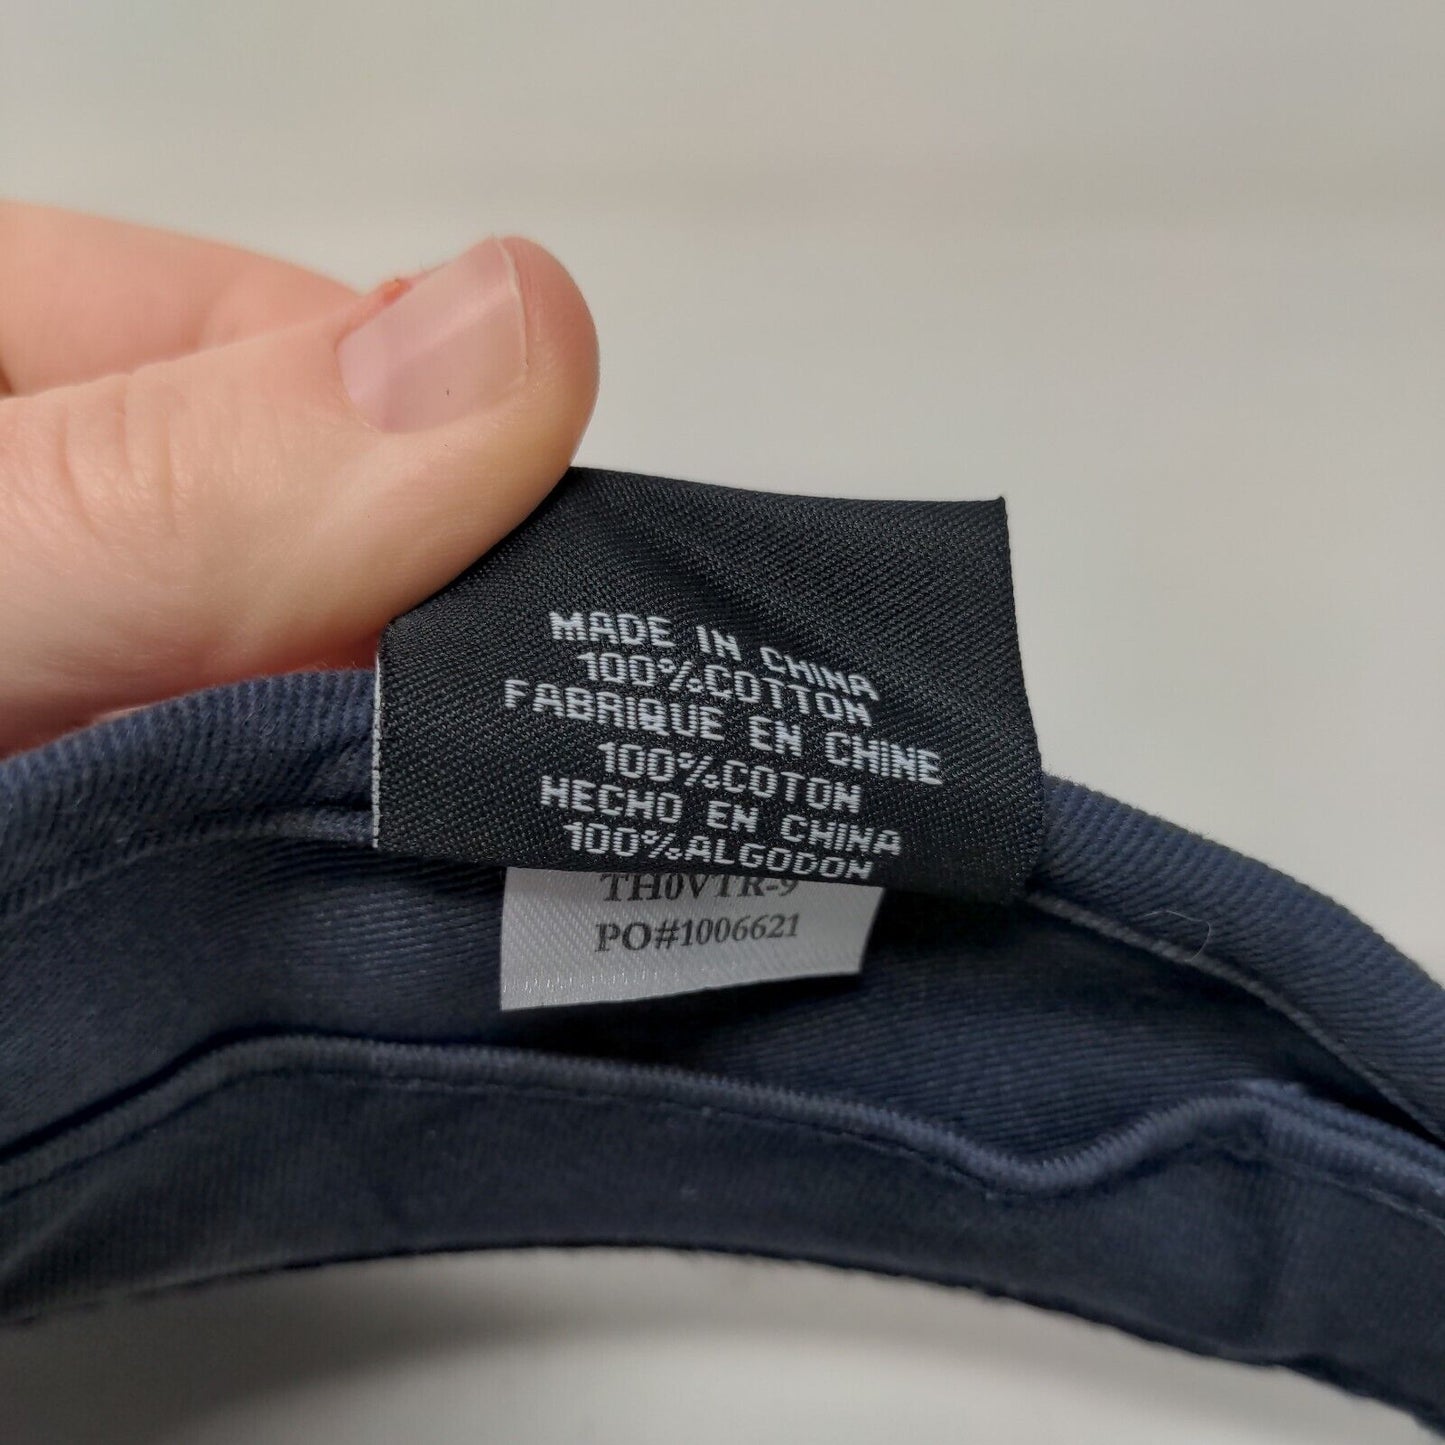 MADE IN CHINA
100%COTTON
FABRIQUE EN CHINE
100%COTON
HECHO EN CHINA
100%ALGODON
TH0VTR-9
PO#1006621